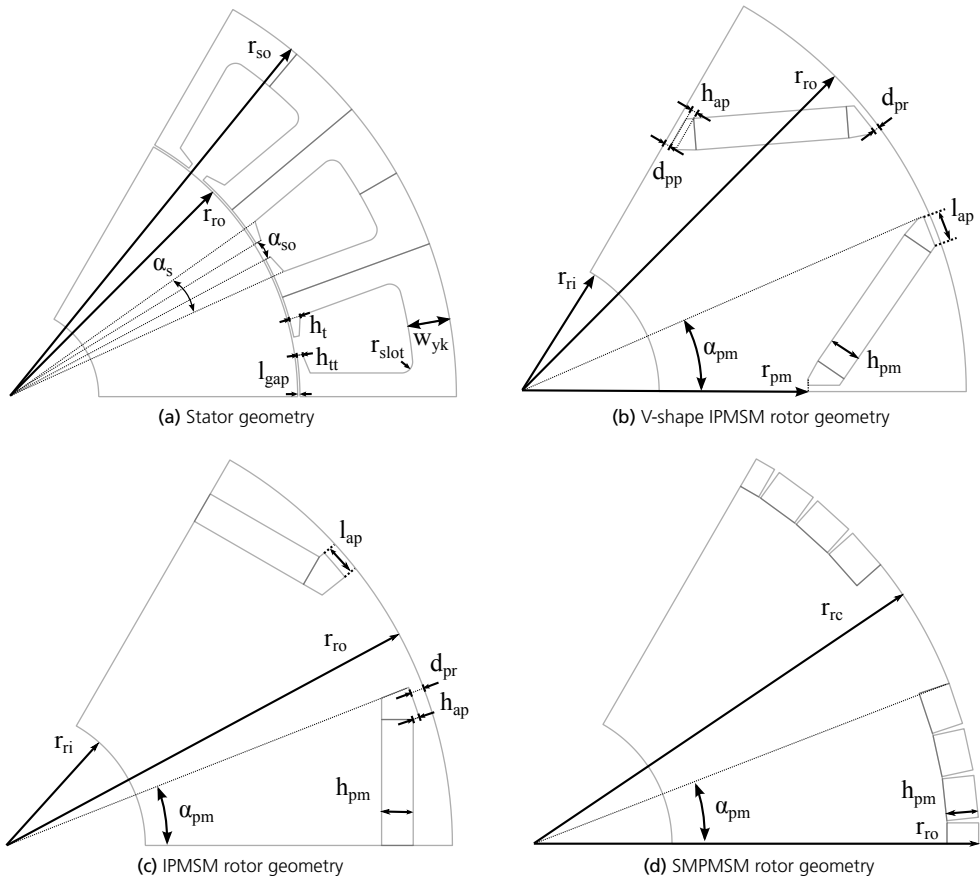 r_so
r_ro
α_so
α_s
h_t
h_tt
r_slot
w_yk
l_gap
(a) Stator geometry
r_ro
h_ap
d_pr
d_pp
l_ap
r_ri
α_pm
h_pm
r_pm
(b) V-shape IPMSM rotor geometry
l_ap
r_ro
d_pr
h_ap
r_ri
h_pm
α_pm
(c) IPMSM rotor geometry
r_rc
α_pm
h_pm
r_ro
(d) SMPMSM rotor geometry